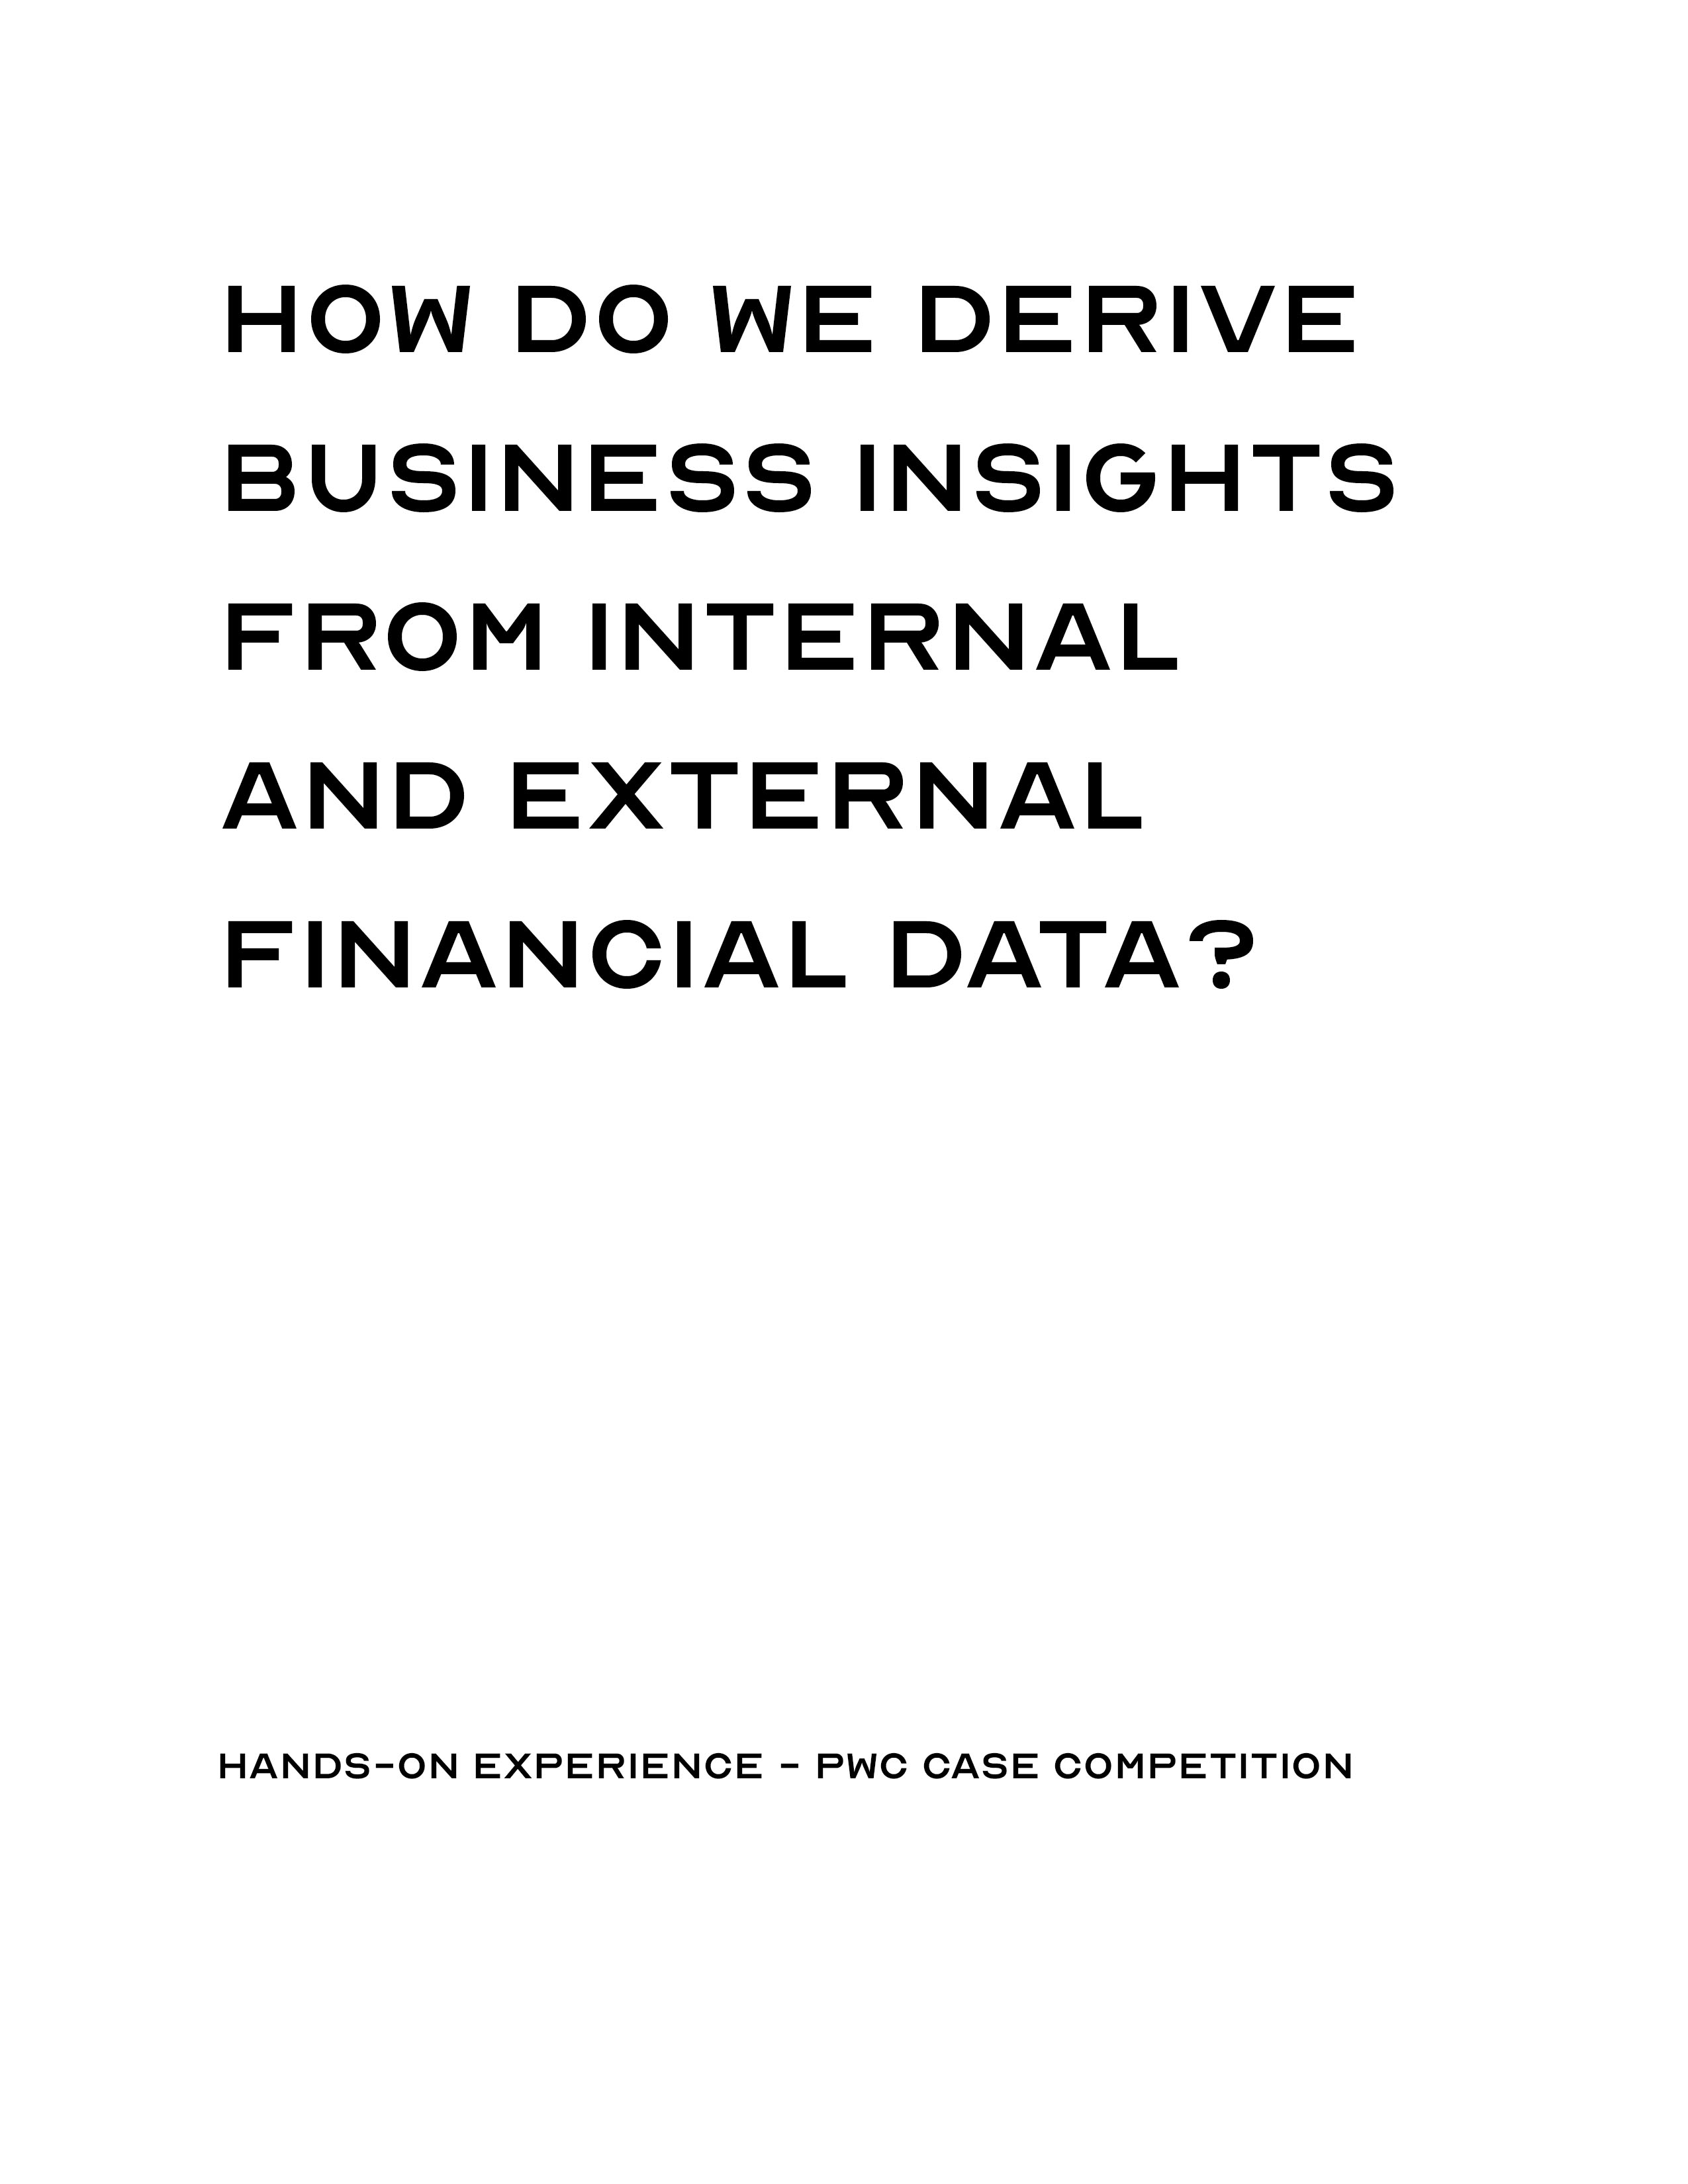 HOW DO WE DERIVE
BUSINESS INSIGHTS
FROM INTERNAL
AND EXTERNAL
FINANCIAL DATA?
HANDS-ON EXPERIENCE - PWC CASE COMPETITION